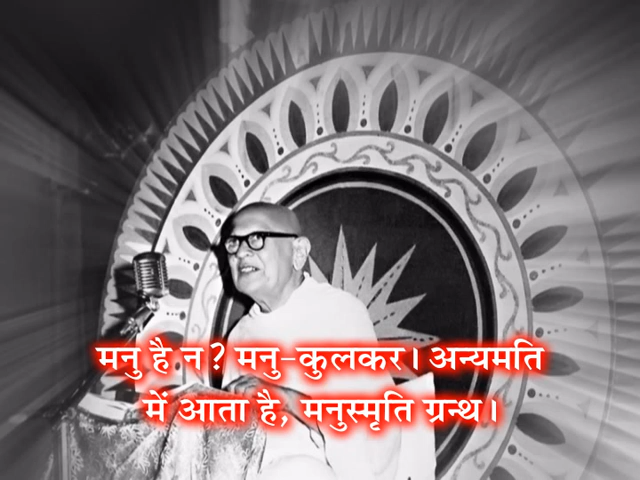 मनु है न? मनु-कुलकर। अन्यमति
में आता है, मनुस्मृति ग्रन्थ।